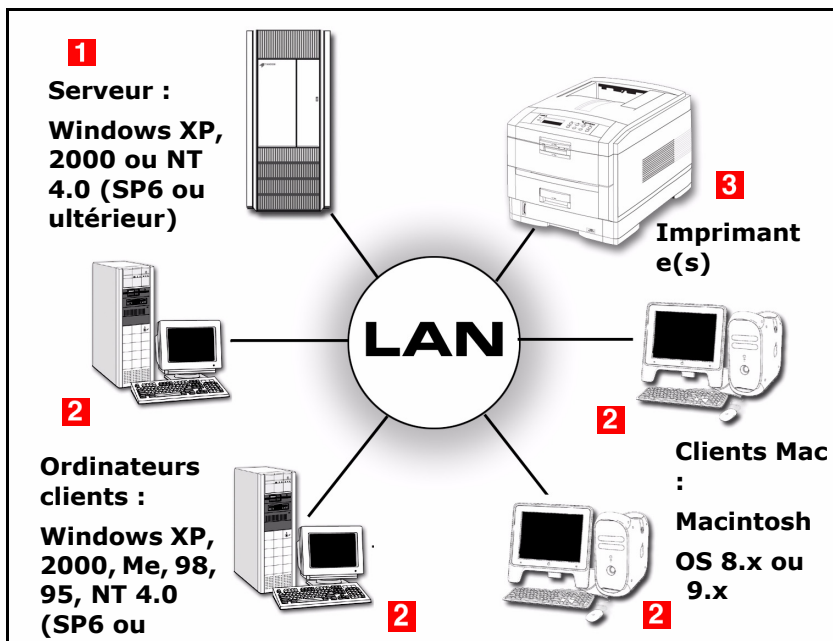 1
Serveur :
Windows XP,
2000 ou NT
4.0 (SP6 ou
ultérieur)
3
Imprimant
e(s)
LAN
2
Ordinateurs
clients :
Windows XP,
2000, Me, 98,
95, NT 4.0
(SP6 ou
2
2
Clients Mac
:
Macintosh
OS 8.x ou
9.x
2